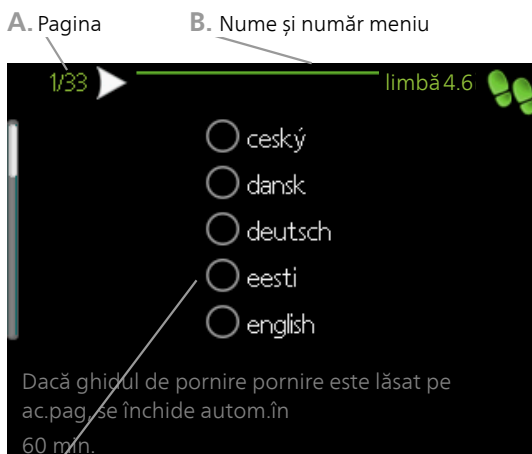 A. Pagina
B. Nume și număr meniu
1/33
limbă 4.6
ceský
dansk
deutsch
eesti
english
Dacă ghidul de pornire pornire este lăsat pe
ac.pag, se închide autom.în
60 min.